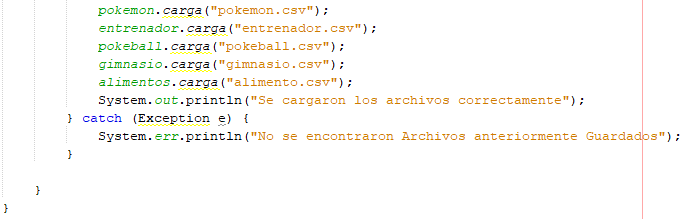 pokemon.carga("pokemon.csv");
entrenador.carga("entrenador.csv");
pokeball.carga("pokeball.csv");
gimnasio.carga("gimnasio.csv");
alimentos.carga("alimento.csv");
System.out.println("Se cargaron los archivos correctamente");
} catch (Exception e) {
System.err.println("No se encontraron Archivos anteriormente Guardados");
}
}
}